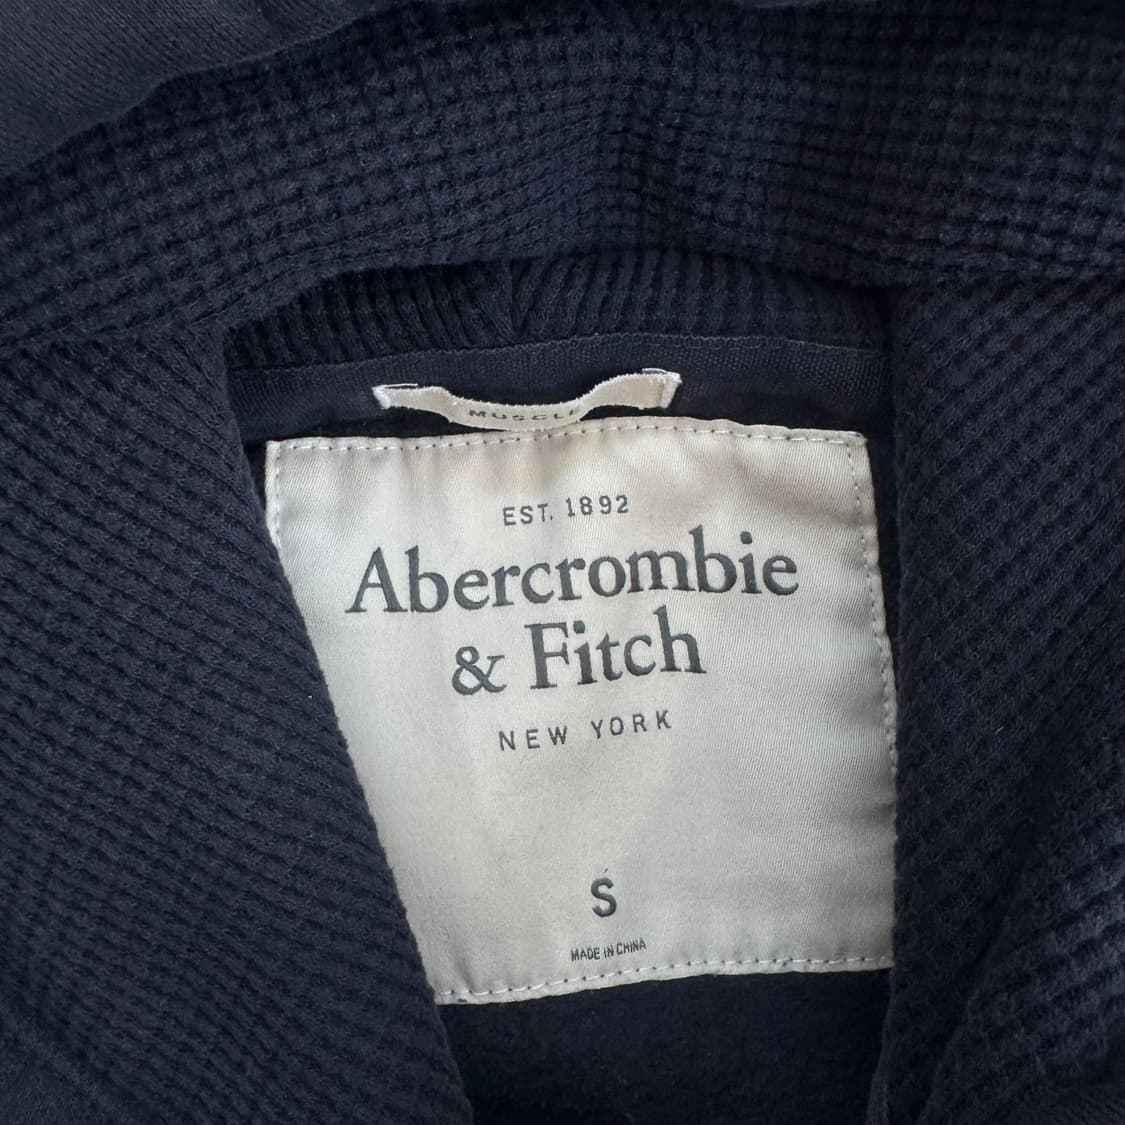 MUSCLE
EST. 1892
Abercrombie
& Fitch
NEW YORK
S
MADE IN CHINA